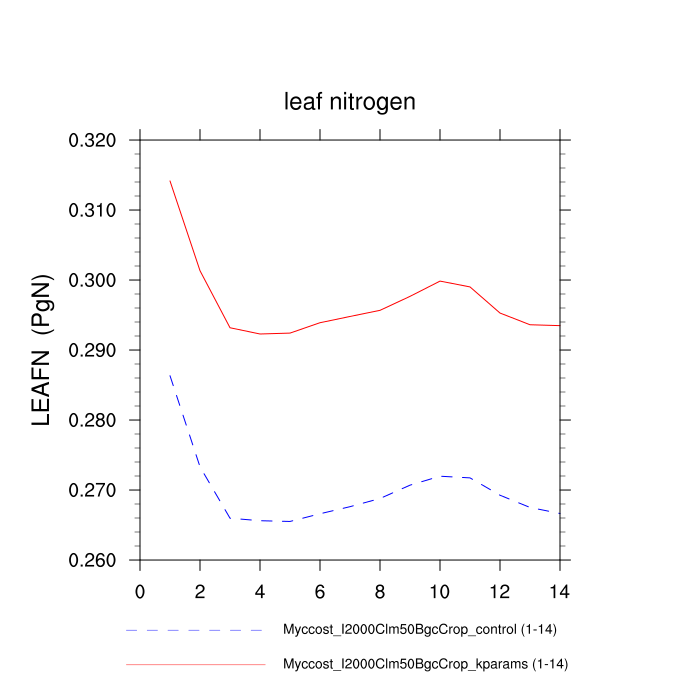 leaf nitrogen
LEAFN (PgN)
0.320
0.310
0.300
0.290
0.280
0.270
0.260
0 2 4 6 8 10 12 14
Myccost_I2000Clm50BgcCrop_control (1-14)
Myccost_I2000Clm50BgcCrop_kparams (1-14)